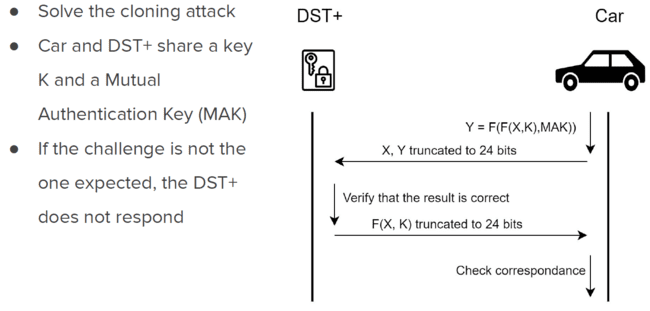 ● Solve the cloning attack
● Car and DST+ share a key
K and a Mutual
Authentication Key (MAK)
● If the challenge is not the
one expected, the DST+
does not respond
DST+
Car
Y = F(F(X,K),MAK))
X, Y truncated to 24 bits
Verify that the result is correct
F(X, K) truncated to 24 bits
Check correspondance